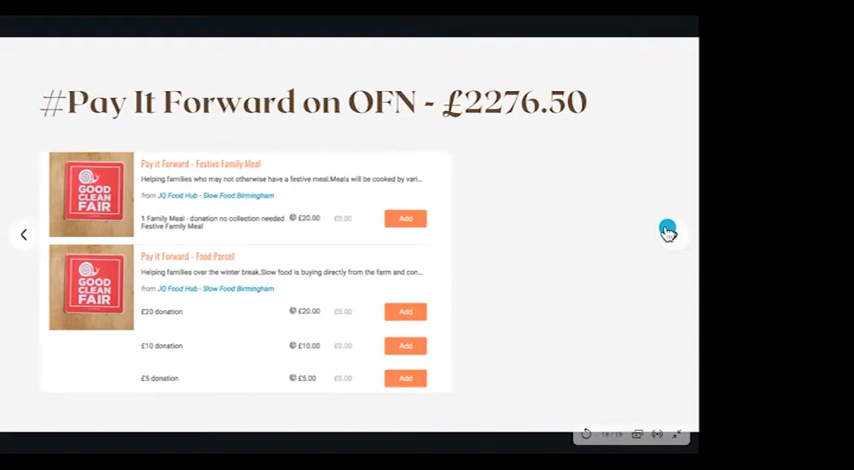 #Pay It Forward on OFN - £2276.50
GOOD
CLEAN
FAIR
Pay it Forward - Festive Family Meal
Helping families who may not otherwise have a festive meal.Meals will be cooked by vari...
from JQ Food Hub - Slow Food Birmingham
1 Family Meal - donation no collection needed £20.00 £0.00 Add
Festive Family Meal
GOOD
CLEAN
FAIR
Pay it Forward - Food Parcel
Helping families over the winter break.Slow food is buying directly from the farm and con...
from JQ Food Hub - Slow Food Birmingham
£20 donation £20.00 £0.00 Add
£10 donation £10.00 £0.00 Add
£5 donation £5.00 £0.00 Add